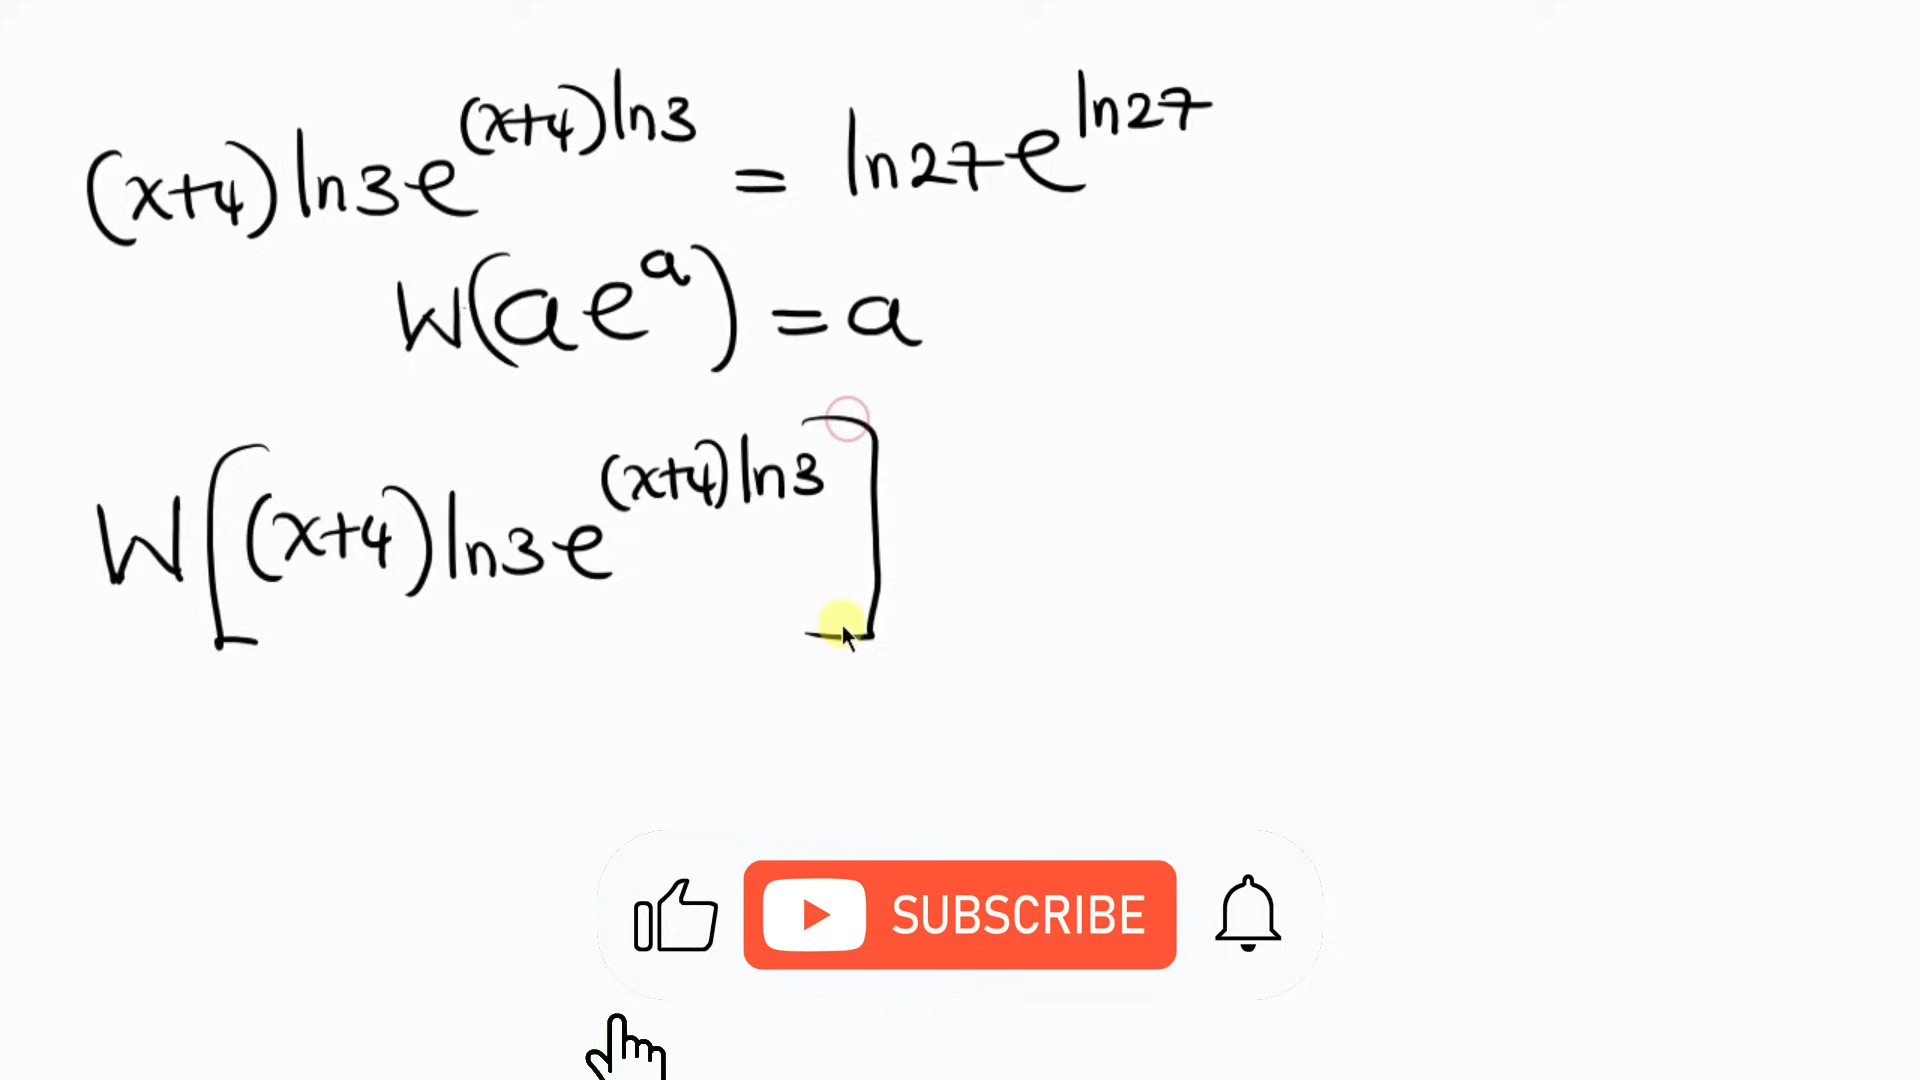 (x+4)ln3e^(x+4)ln3 = ln27e^ln27
W(ae^a) = a
W[(x+4)ln3e^(x+4)ln3]
SUBSCRIBE